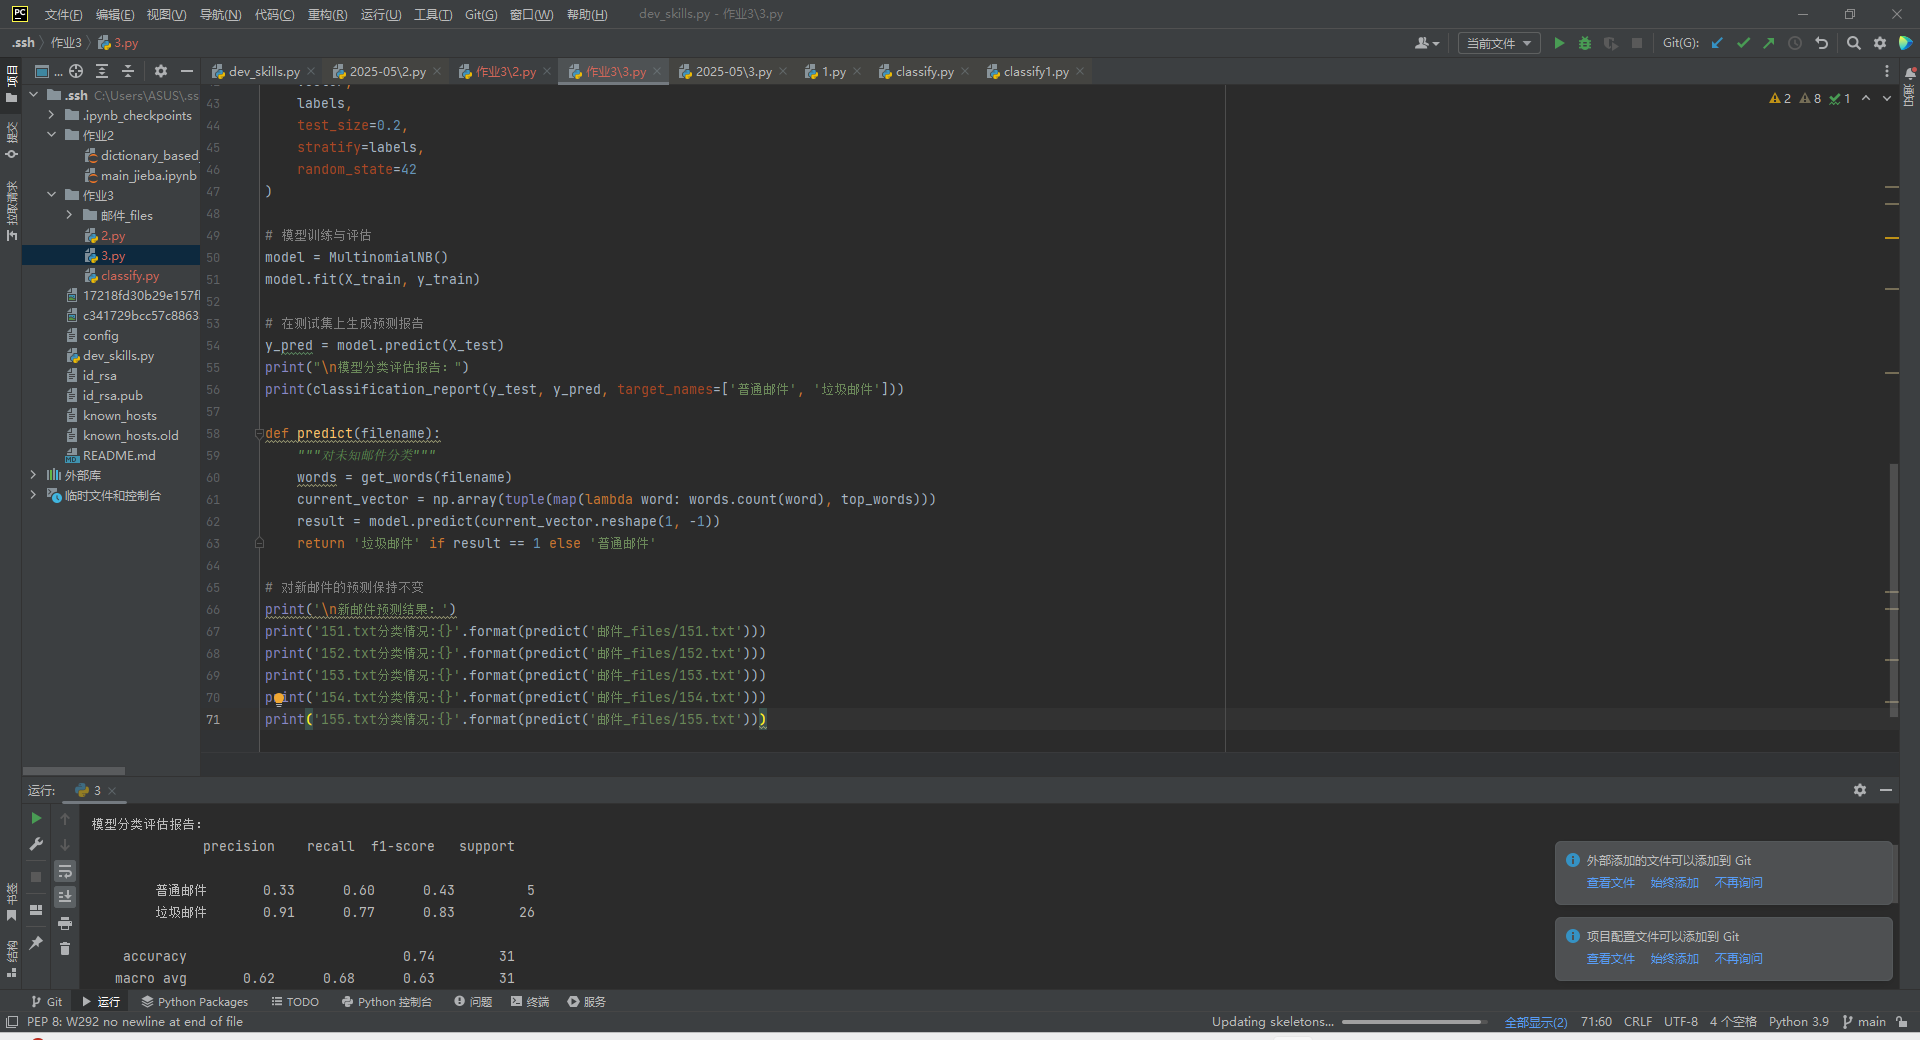 PC 文件(F) 编辑(E) 视图(V) 导航(N) 代码(C) 重构(R) 运行(U) 工具(T) Git(G) 窗口(W) 帮助(H) dev_skills.py - 作业3\3.py
.ssh 作业3 3.py 当前文件 Git(G):
项目 ... dev_skills.py 2025-05\2.py 作业3\2.py 作业3\3.py 2025-05\3.py 1.py classify.py classify1.py
通知
提交
拉取请求
书签
结构
.ssh C:\Users\ASUS\.ss
.ipynb_checkpoints
作业2
dictionary_based_
main_jieba.ipynb
作业3
邮件_files
2.py
3.py
classify.py
17218fd30b29e157fl
c341729bcc57c8863
config
dev_skills.py
id_rsa
id_rsa.pub
known_hosts
known_hosts.old
README.md
外部库
临时文件和控制台
2 8 1
43 labels,
44 test_size=0.2,
45 stratify=labels,
46 random_state=42
47 )
48
49 # 模型训练与评估
50 model = MultinomialNB()
51 model.fit(X_train, y_train)
52
53 # 在测试集上生成预测报告
54 y_pred = model.predict(X_test)
55 print("\n模型分类评估报告：")
56 print(classification_report(y_test, y_pred, target_names=['普通邮件', '垃圾邮件']))
57
58 def predict(filename):
59 """对未知邮件分类"""
60 words = get_words(filename)
61 current_vector = np.array(tuple(map(lambda word: words.count(word), top_words)))
62 result = model.predict(current_vector.reshape(1, -1))
63 return '垃圾邮件' if result == 1 else '普通邮件'
64
65 # 对新邮件的预测保持不变
66 print('\n新邮件预测结果：')
67 print('151.txt分类情况:{}'.format(predict('邮件_files/151.txt')))
68 print('152.txt分类情况:{}'.format(predict('邮件_files/152.txt')))
69 print('153.txt分类情况:{}'.format(predict('邮件_files/153.txt')))
70 print('154.txt分类情况:{}'.format(predict('邮件_files/154.txt')))
71 print('155.txt分类情况:{}'.format(predict('邮件_files/155.txt')))
运行: 3
模型分类评估报告：
precision recall f1-score support
普通邮件 0.33 0.60 0.43 5
垃圾邮件 0.91 0.77 0.83 26
accuracy 0.74 31
macro avg 0.62 0.68 0.63 31
外部添加的文件可以添加到 Git
查看文件 始终添加 不再询问
项目配置文件可以添加到 Git
查看文件 始终添加 不再询问
Git 运行 Python Packages TODO Python 控制台 问题 终端 服务
PEP 8: W292 no newline at end of file Updating skeletons... 全部显示(2) 71:60 CRLF UTF-8 4 个空格 Python 3.9 main